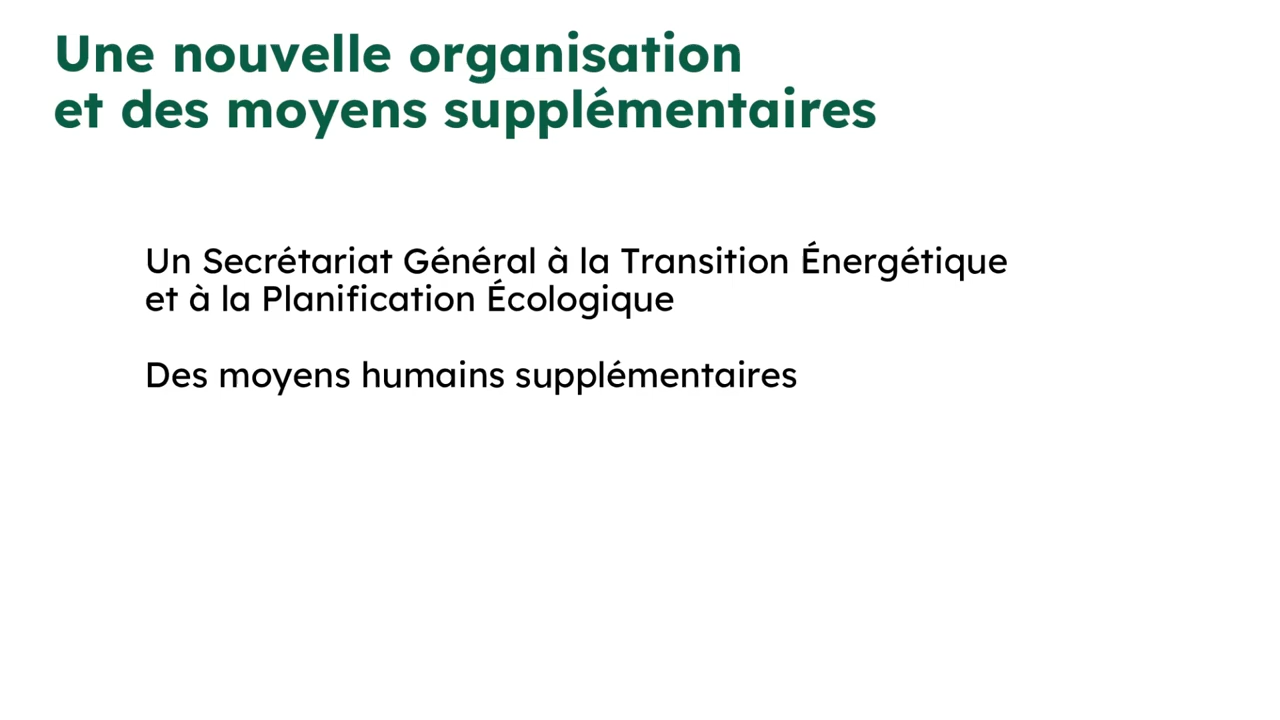 Une nouvelle organisation
et des moyens supplémentaires
Un Secrétariat Général à la Transition Énergétique
et à la Planification Écologique
Des moyens humains supplémentaires